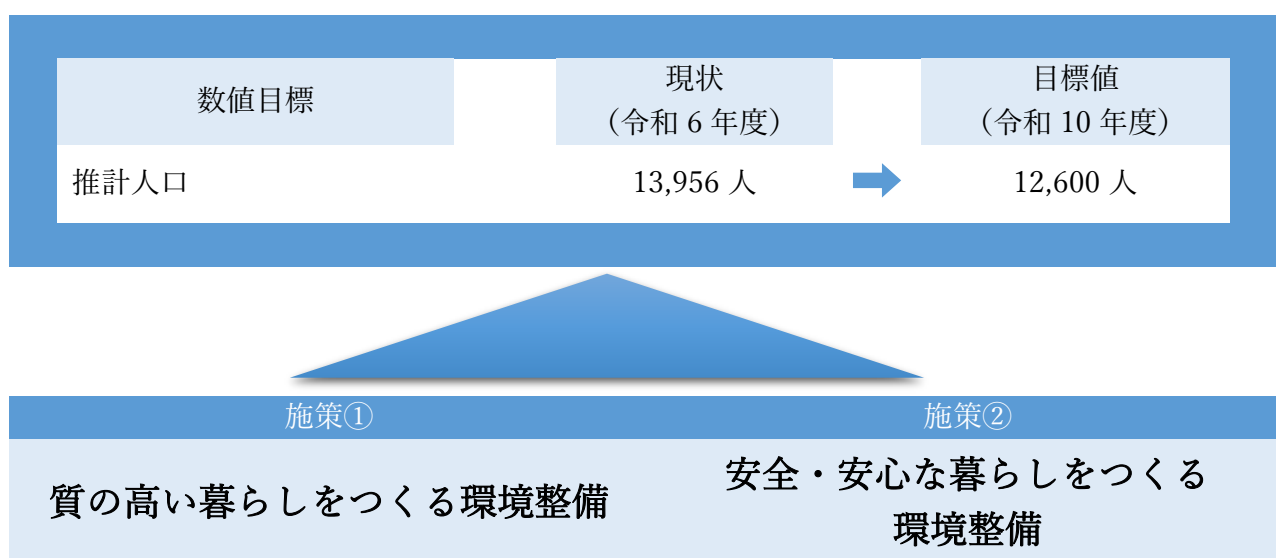 数値目標
現状
（令和 6 年度）
目標値
（令和 10 年度）
推計人口
13,956 人
12,600 人
施策①
施策②
質の高い暮らしをつくる環境整備
安全・安心な暮らしをつくる
環境整備